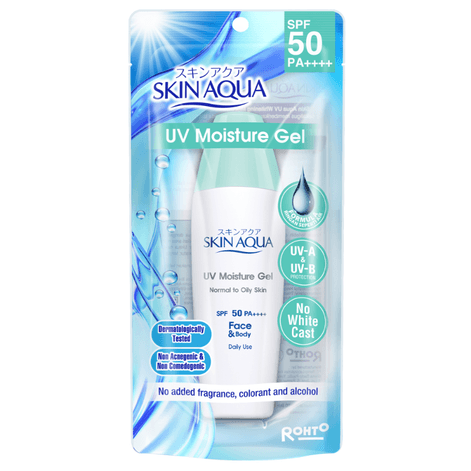 SPF
50
PA++++
スキンアクア
SKIN AQUA
UV Moisture Gel
スキンアクア
SKIN AQUA
UV Moisture Gel
Normal to Oily Skin
SPF 50 PA++++
Face
& Body
Daily Use
UV-A
&
UV-B
PROTECTION
No
White
Cast
Dermatologically
Tested
Non Acnegenic &
Non Comedogenic
No added fragrance, colorant and alcohol
ROHTO